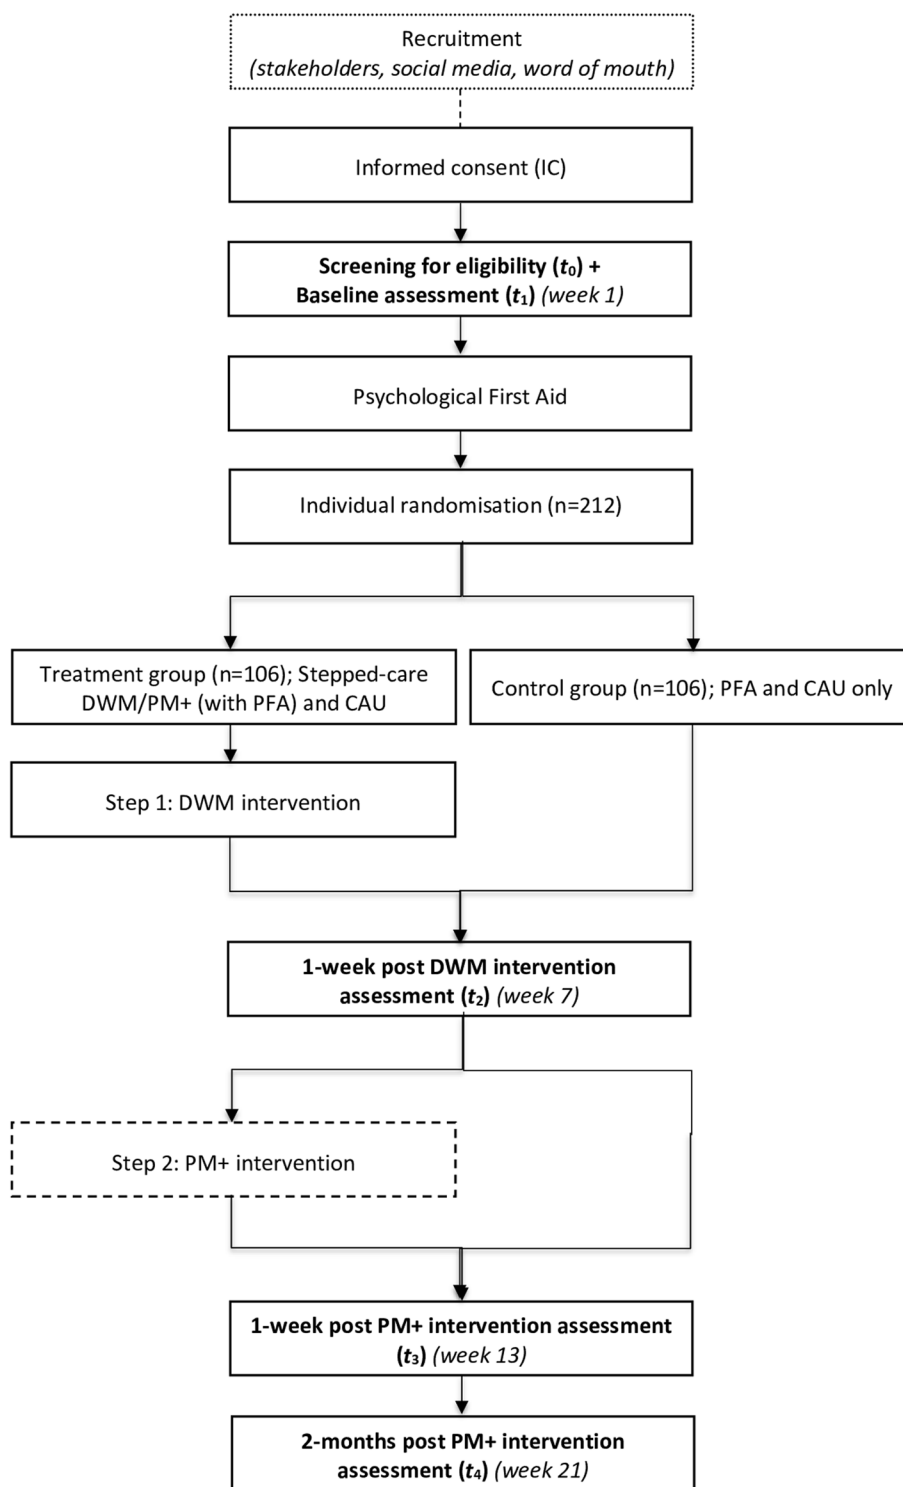 Recruitment
(stakeholders, social media, word of mouth)
Informed consent (IC)
Screening for eligibility (t₀) +
Baseline assessment (t₁) (week 1)
Psychological First Aid
Individual randomisation (n=212)
Treatment group (n=106); Stepped-care
DWM/PM+ (with PFA) and CAU
Control group (n=106); PFA and CAU only
Step 1: DWM intervention
1-week post DWM intervention
assessment (t₂) (week 7)
Step 2: PM+ intervention
1-week post PM+ intervention assessment
(t₃) (week 13)
2-months post PM+ intervention
assessment (t₄) (week 21)